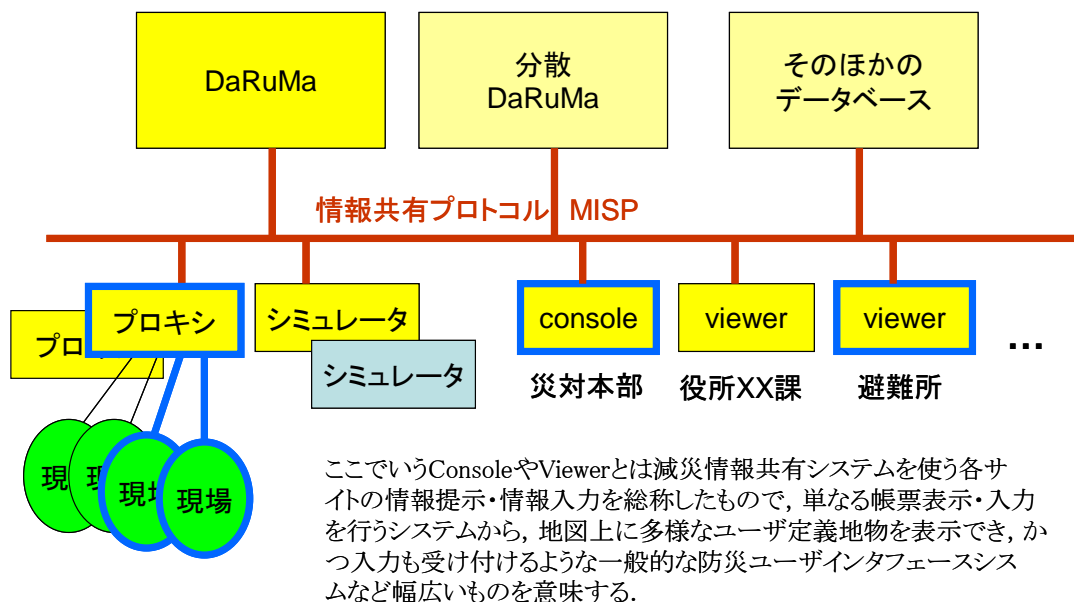 DaRuMa
分散
DaRuMa
そのほかの
データベース
情報共有プロトコル MISP
プロキシ
プロ
シミュレータ
シミュレータ
console
viewer
viewer
...
災対本部
役所XX課
避難所
現
現
現場
現場
ここでいうConsoleやViewerとは減災情報共有システムを使う各サ
イトの情報提示・情報入力を総称したもので，単なる帳票表示・入力
を行うシステムから，地図上に多様なユーザ定義地物を表示でき，か
つ入力も受け付けるような一般的な防災ユーザインタフェースシス
ムなど幅広いものを意味する．